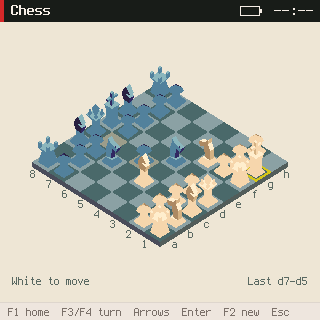 Chess --:--
8
7
6
5
4
3
2
1
a
b
c
d
e
f
g
h
White to move Last d7-d5
F1 home F3/F4 turn Arrows Enter F2 new Esc